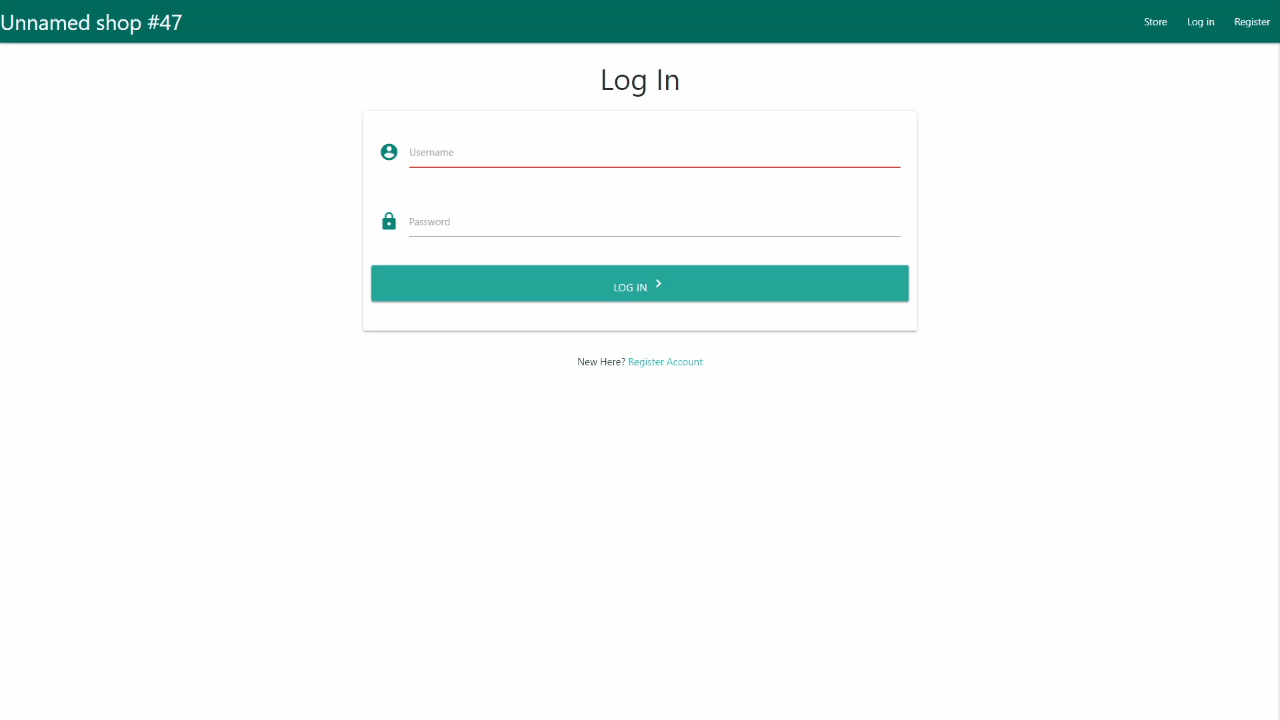 Unnamed shop #47
Store
Log in
Register
Log In
Username
Password
LOG IN
New Here? Register Account